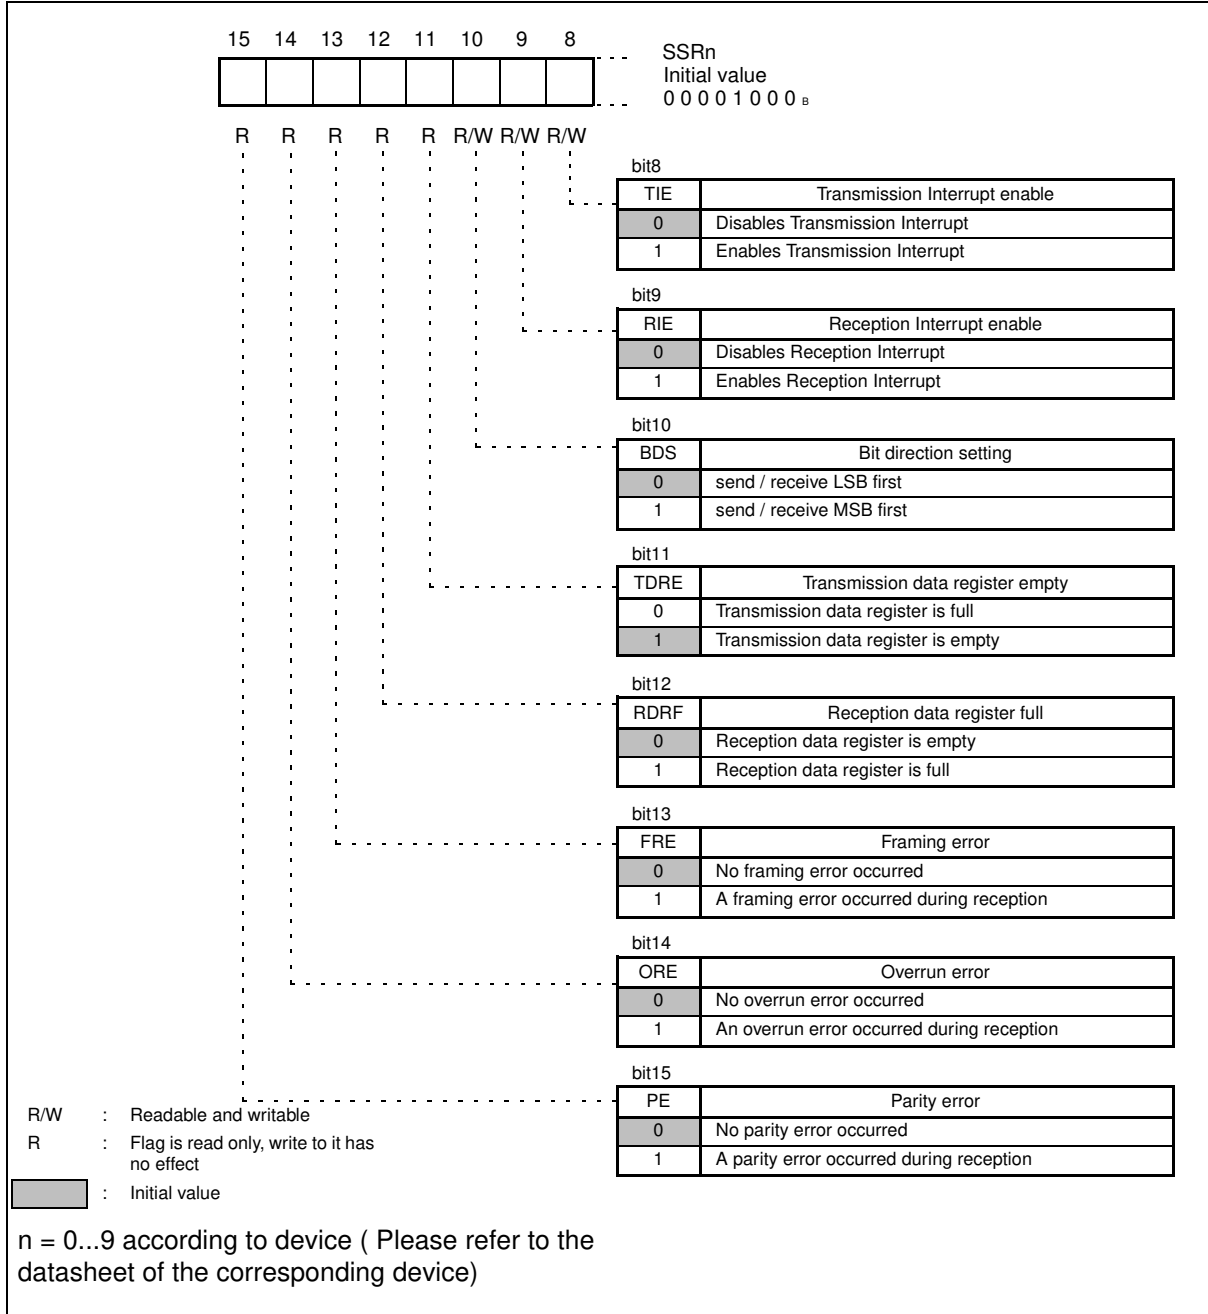 15 14 13 12 11 10 9 8
SSRn
Initial value
0 0 0 0 1 0 0 0 B
R R R R R R/W R/W R/W
bit8
TIE Transmission Interrupt enable
0 Disables Transmission Interrupt
1 Enables Transmission Interrupt
bit9
RIE Reception Interrupt enable
0 Disables Reception Interrupt
1 Enables Reception Interrupt
bit10
BDS Bit direction setting
0 send / receive LSB first
1 send / receive MSB first
bit11
TDRE Transmission data register empty
0 Transmission data register is full
1 Transmission data register is empty
bit12
RDRF Reception data register full
0 Reception data register is empty
1 Reception data register is full
bit13
FRE Framing error
0 No framing error occurred
1 A framing error occurred during reception
bit14
ORE Overrun error
0 No overrun error occurred
1 An overrun error occurred during reception
bit15
PE Parity error
0 No parity error occurred
1 A parity error occurred during reception
R/W : Readable and writable
R : Flag is read only, write to it has
no effect
: Initial value
n = 0...9 according to device ( Please refer to the
datasheet of the corresponding device)